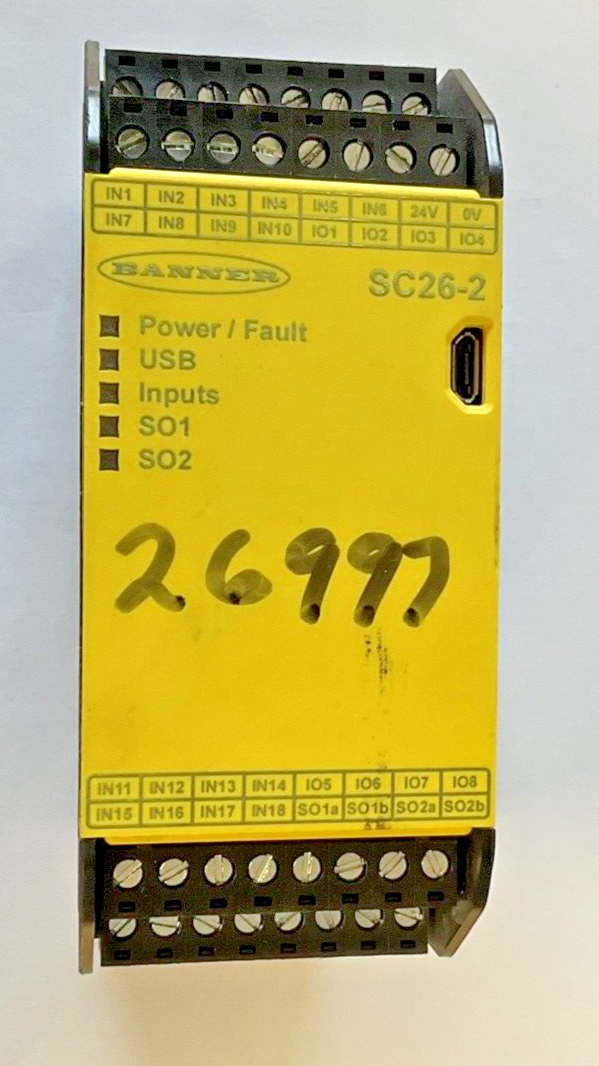 IN1 IN2 IN3 IN4 IN5 IN6 24V 0V
IN7 IN8 IN9 IN10 IO1 IO2 IO3 IO4
BANNER SC26-2
Power / Fault
USB
Inputs
SO1
SO2
26997
IN11 IN12 IN13 IN14 IO5 IO6 IO7 IO8
IN15 IN16 IN17 IN18 SO1a SO1b SO2a SO2b